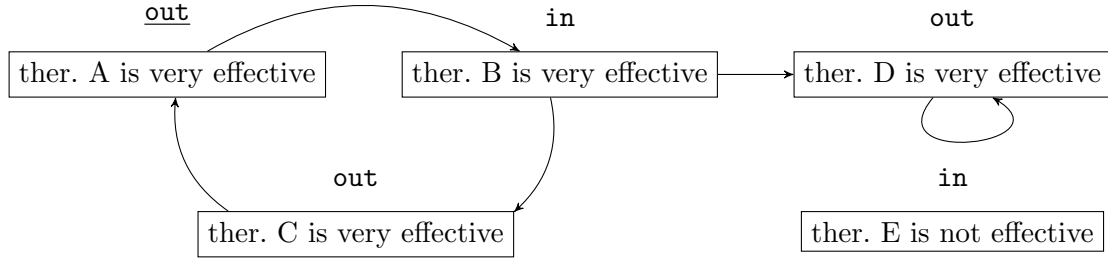 out
in
out
ther. A is very effective
ther. B is very effective
ther. D is very effective
out
in
ther. C is very effective
ther. E is not effective